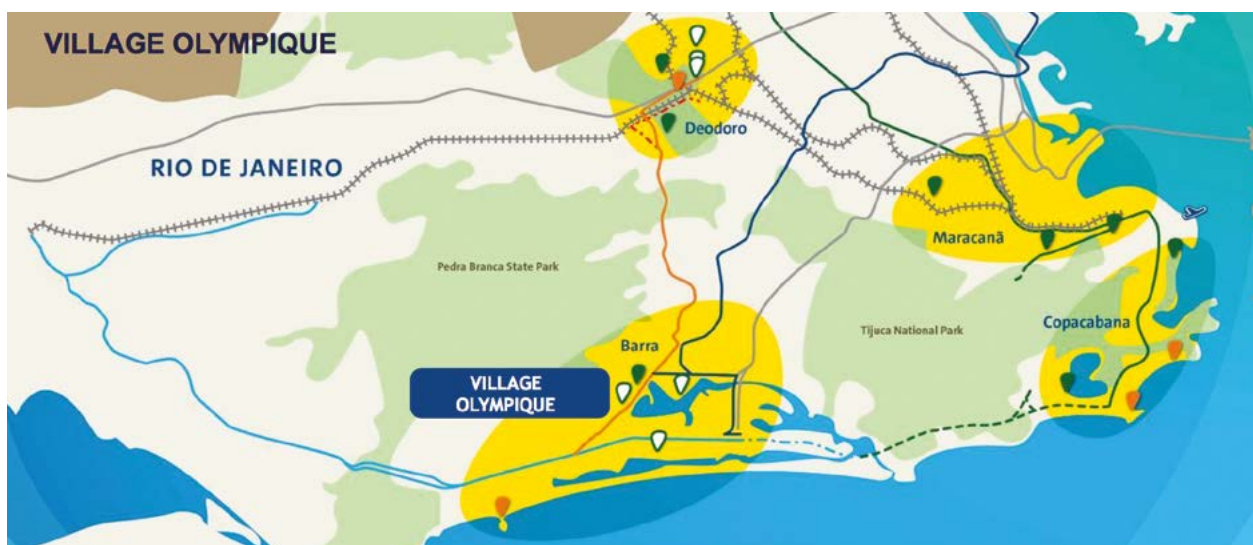 VILLAGE OLYMPIQUE
RIO DE JANEIRO
Deodoro
Maracanã
Pedra Branca State Park
Tijuca National Park
Copacabana
Barra
VILLAGE
OLYMPIQUE